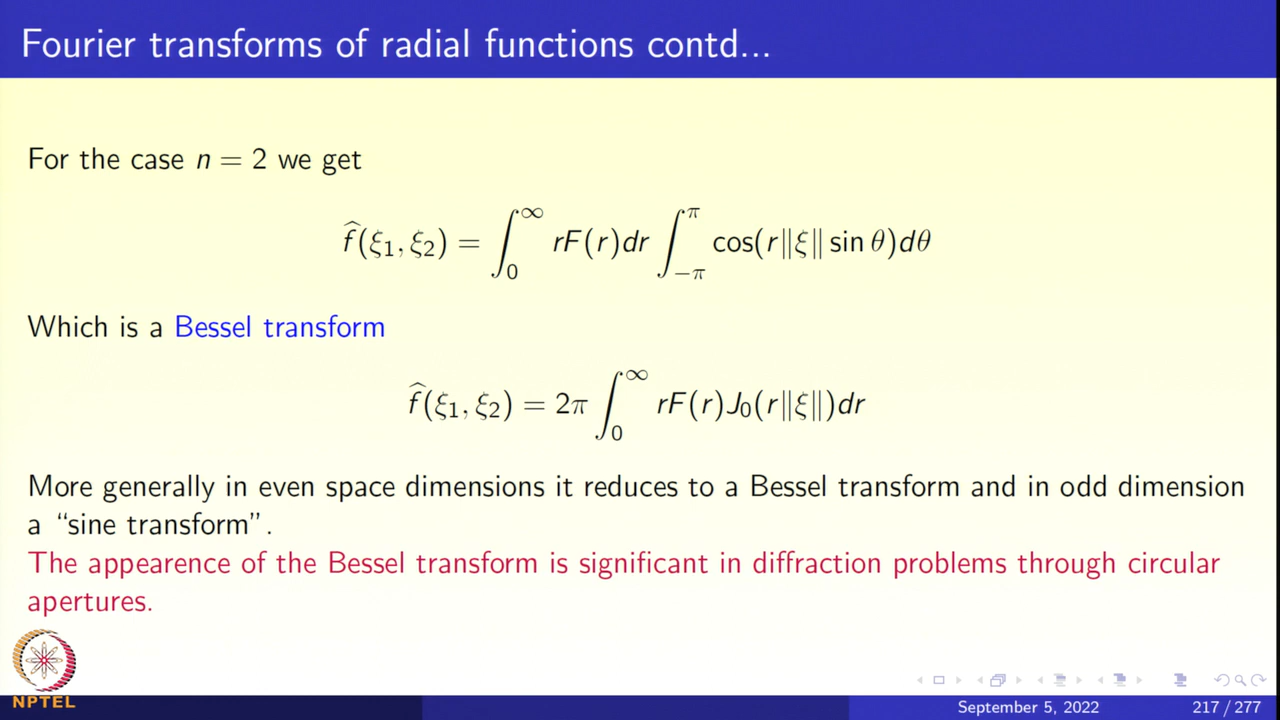 Fourier transforms of radial functions contd...
For the case n = 2 we get
f̂(ξ₁, ξ₂) = ∫₀^∞ rF(r)dr ∫₋π^π cos(r‖ξ‖ sin θ)dθ
Which is a Bessel transform
f̂(ξ₁, ξ₂) = 2π ∫₀^∞ rF(r)J₀(r‖ξ‖)dr
More generally in even space dimensions it reduces to a Bessel transform and in odd dimension
a “sine transform”.
The appearence of the Bessel transform is significant in diffraction problems through circular
apertures.
NPTEL
September 5, 2022 217 / 277